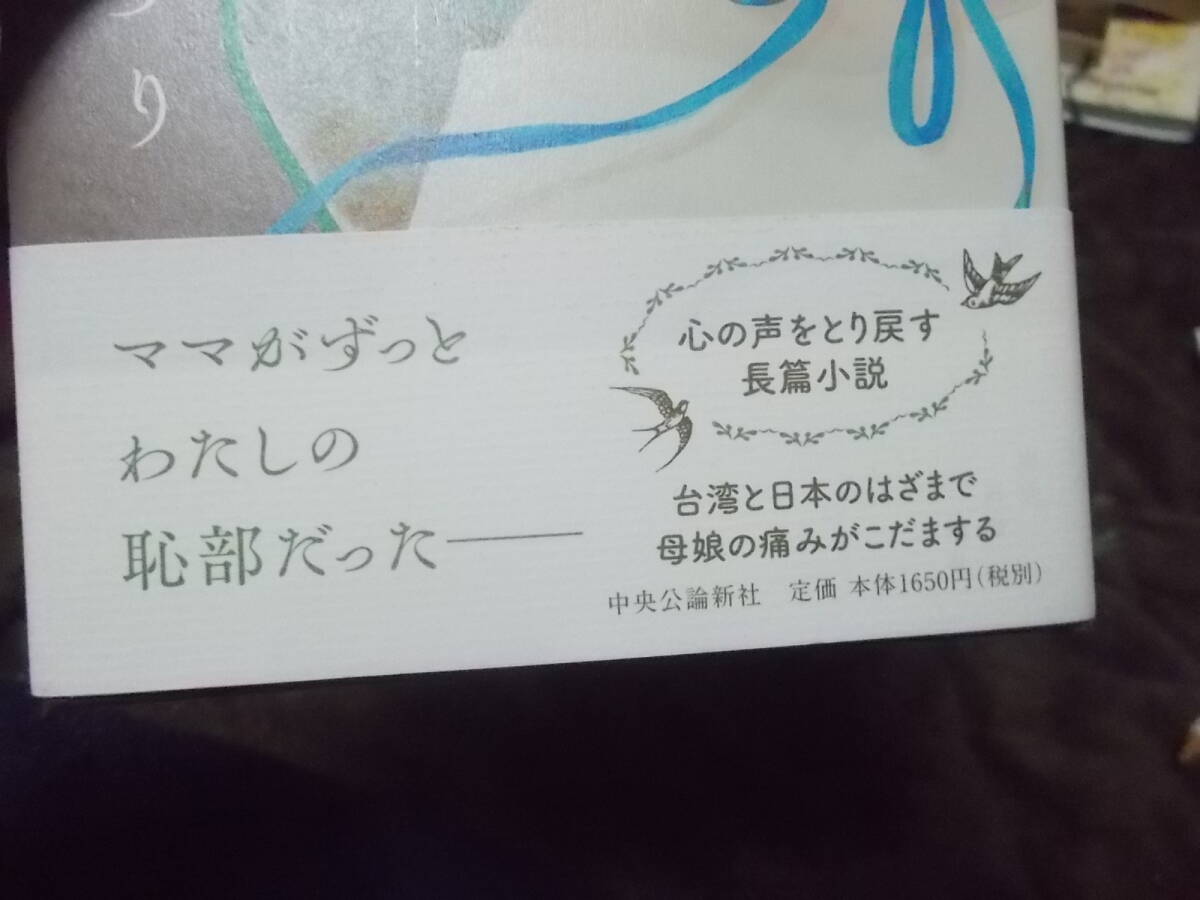 り
ママがずっと
わたしの
恥部だった──
心の声をとり戻す
長篇小説
台湾と日本のはざまで
母娘の痛みがこだまする
中央公論新社　定価 本体1650円(税別)